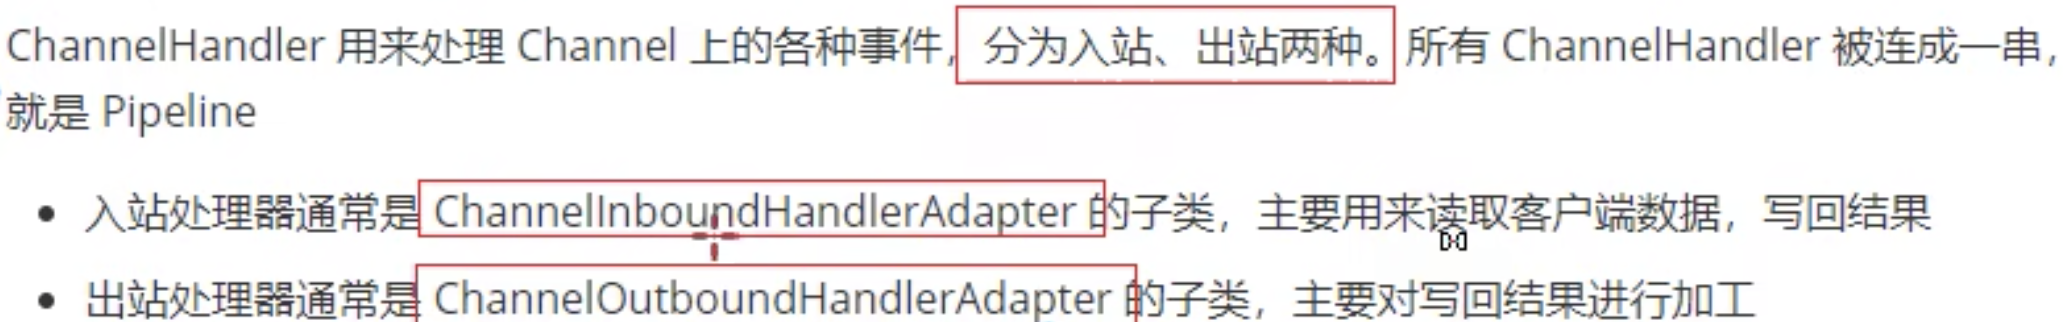 ChannelHandler 用来处理 Channel 上的各种事件，分为入站、出站两种。所有 ChannelHandler 被连成一串，
就是 Pipeline
• 入站处理器通常是 ChannelInboundHandlerAdapter 的子类，主要用来读取客户端数据，写回结果
• 出站处理器通常是 ChannelOutboundHandlerAdapter 的子类，主要对写回结果进行加工